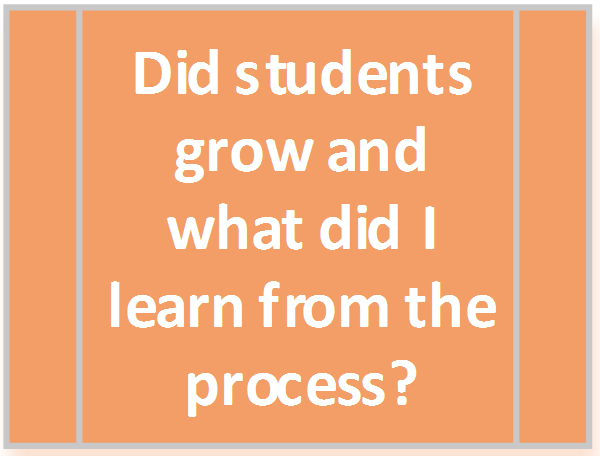 Did students
grow and
what did I
learn from the
process?